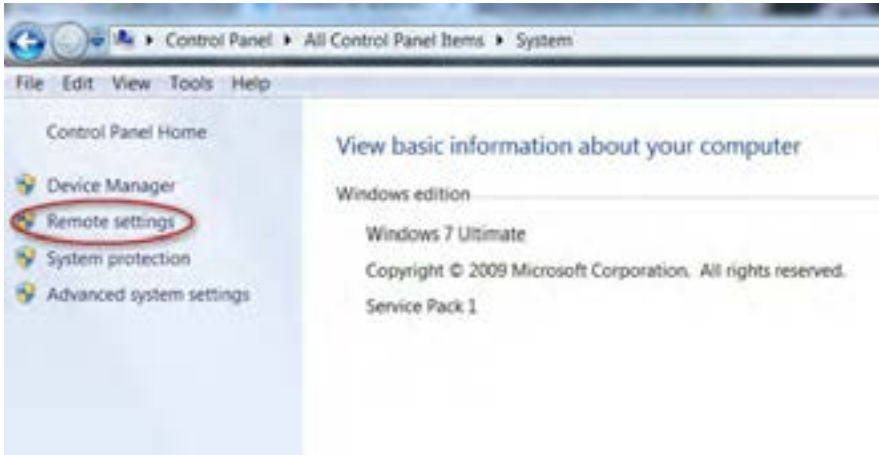 Control Panel ▸ All Control Panel Items ▸ System
File Edit View Tools Help
Control Panel Home
Device Manager
Remote settings
System protection
Advanced system settings
View basic information about your computer
Windows edition
Windows 7 Ultimate
Copyright © 2009 Microsoft Corporation. All rights reserved.
Service Pack 1